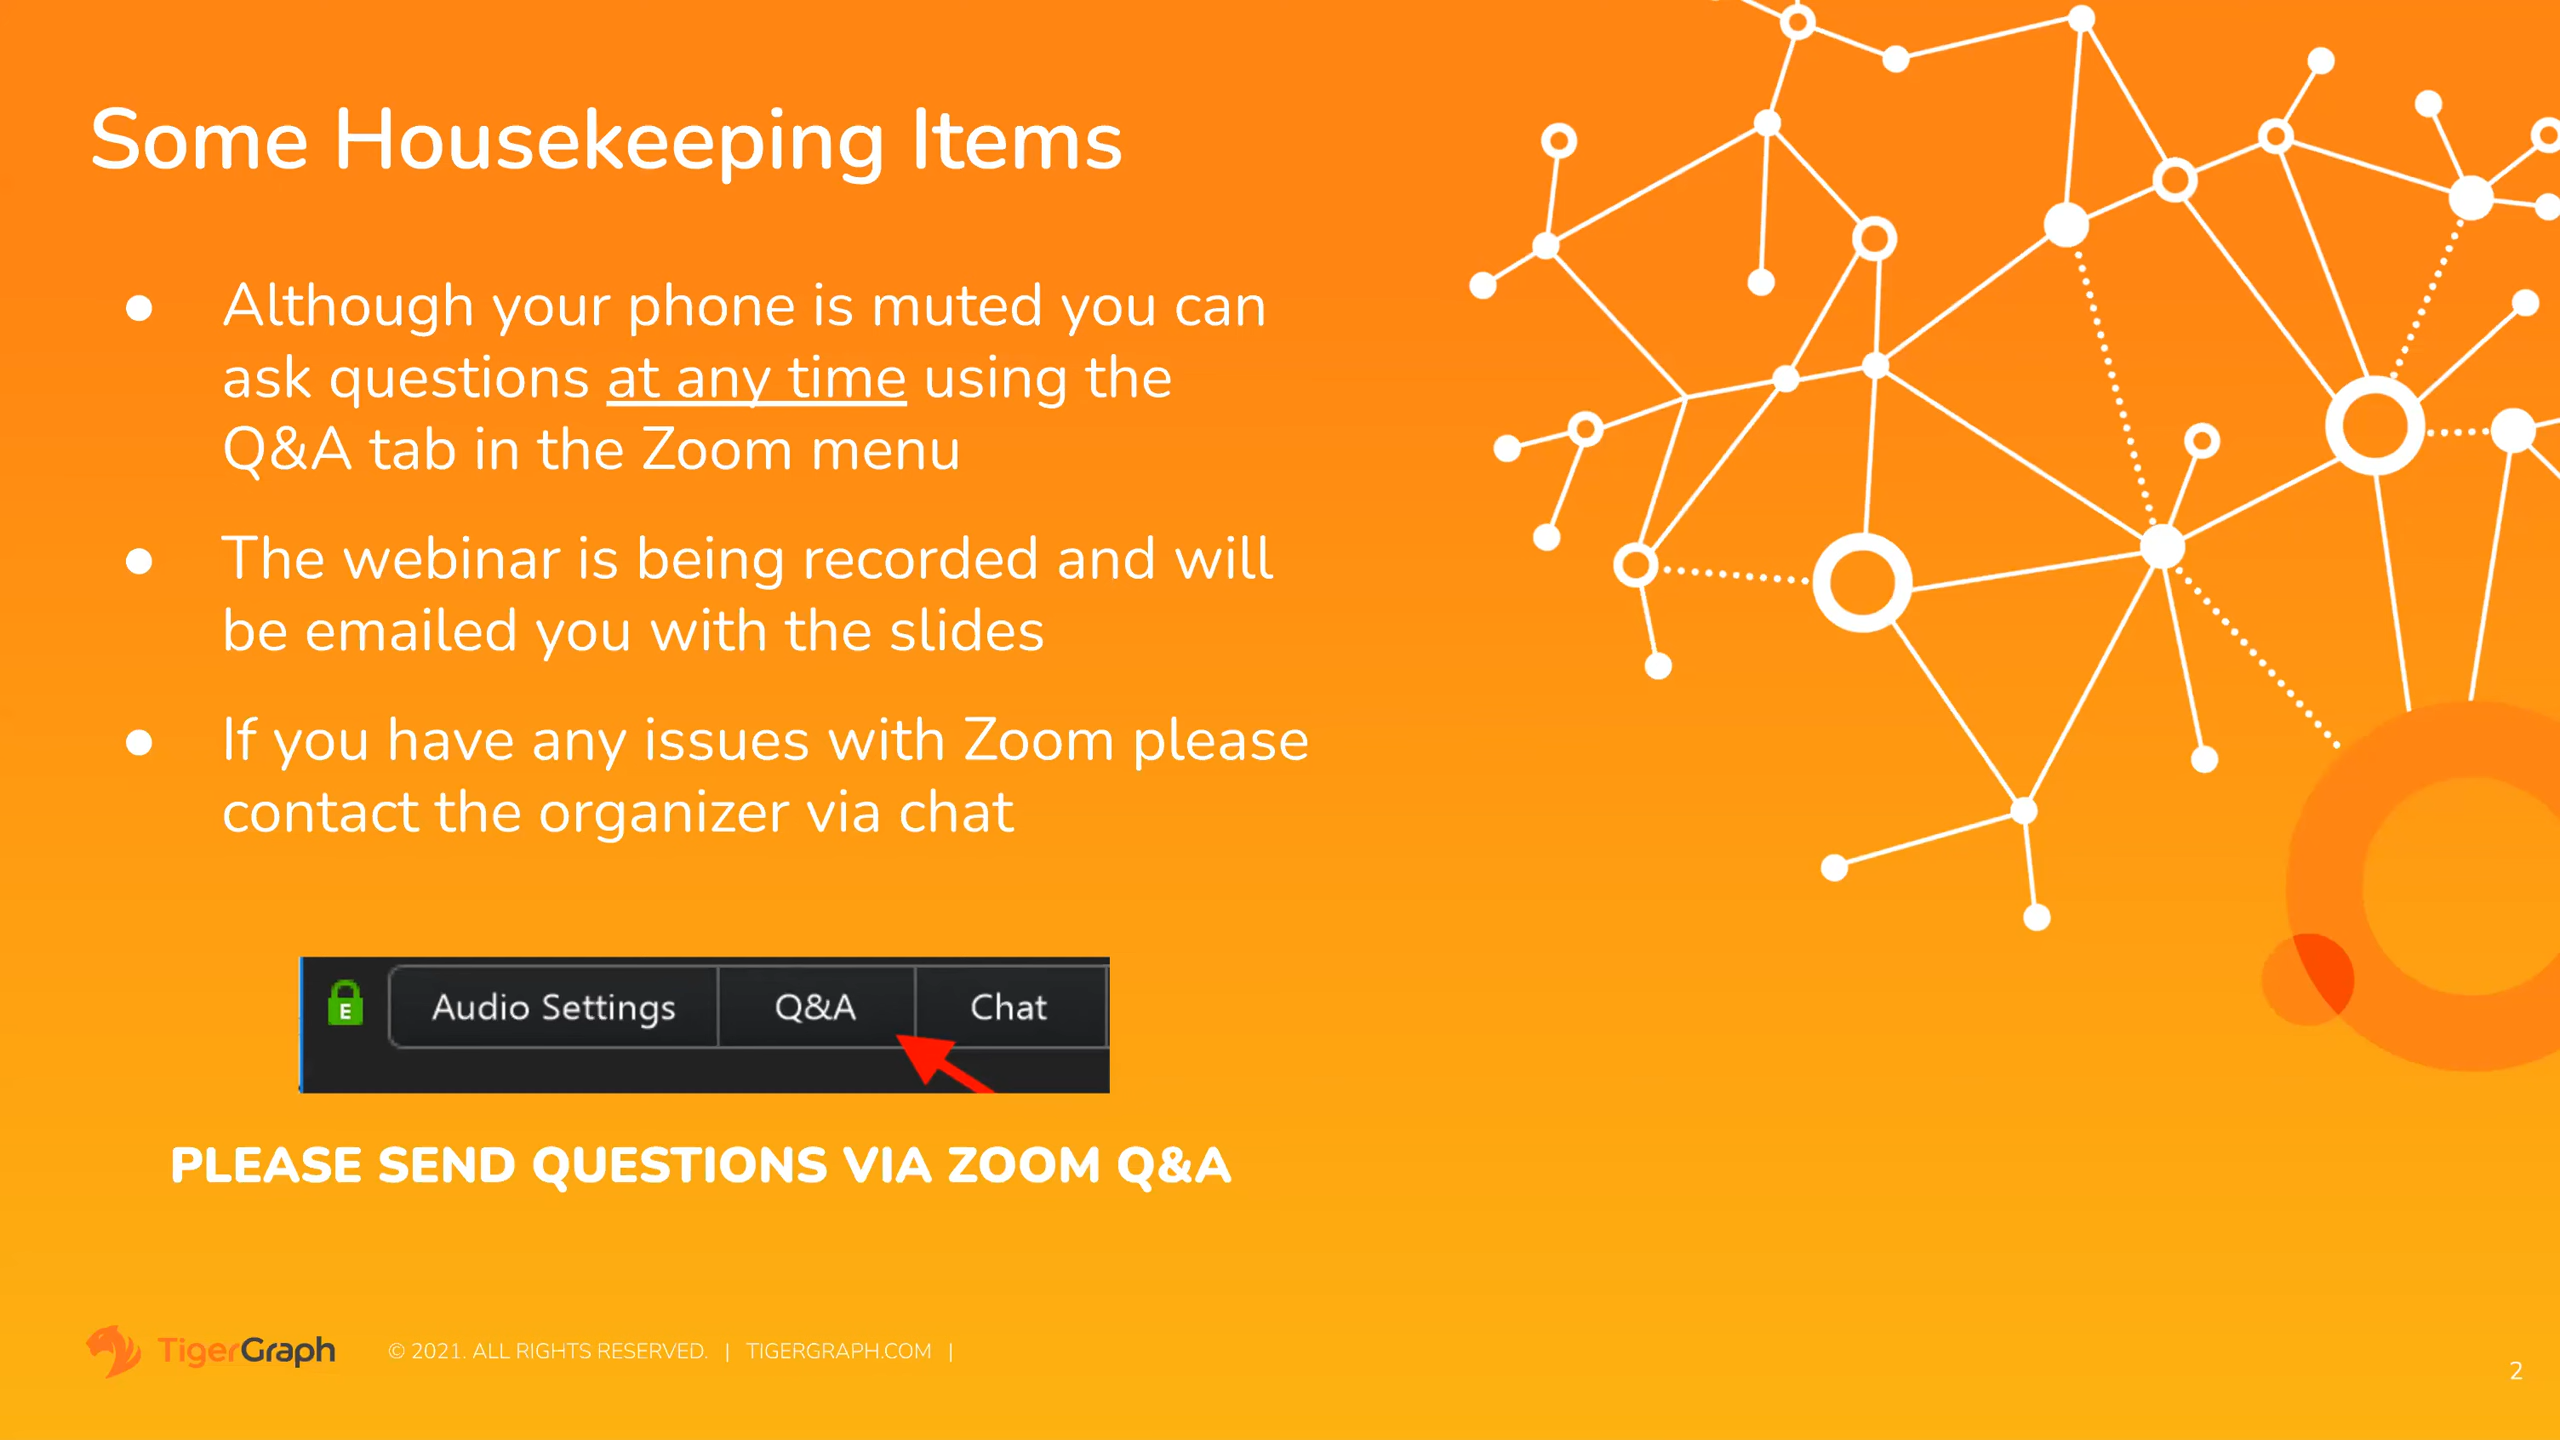 Some Housekeeping Items
● Although your phone is muted you can
ask questions at any time using the
Q&A tab in the Zoom menu
● The webinar is being recorded and will
be emailed you with the slides
● If you have any issues with Zoom please
contact the organizer via chat
E Audio Settings Q&A Chat
PLEASE SEND QUESTIONS VIA ZOOM Q&A
TigerGraph © 2021. ALL RIGHTS RESERVED. | TIGERGRAPH.COM |
2